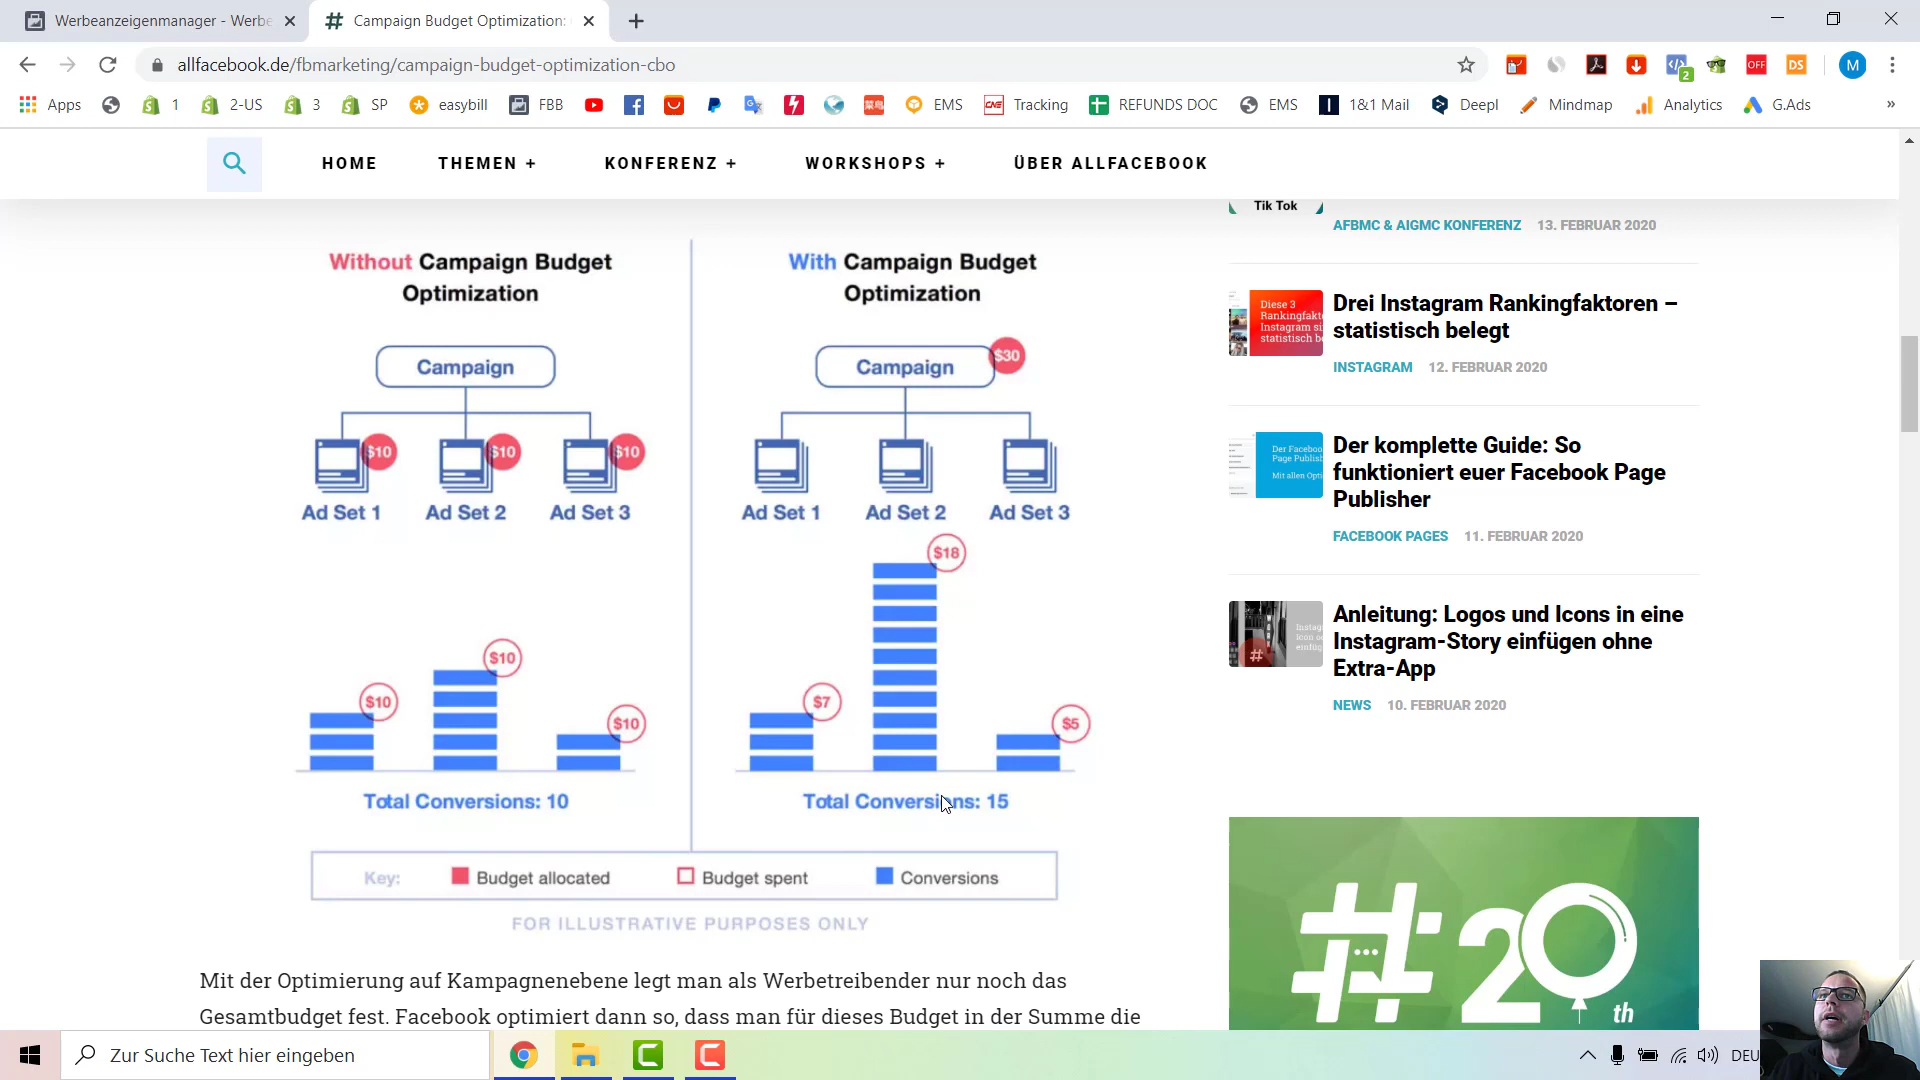 Werbeanzeigenmanager - Werbe
Campaign Budget Optimization:
allfacebook.de/fbmarketing/campaign-budget-optimization-cbo
2
OFF
DS
M
Apps
1
2-US
3
SP
easybill
FBB
EMS
CNE
Tracking
REFUNDS DOC
EMS
1&1 Mail
Deepl
Mindmap
Analytics
G.Ads
»
HOME
THEMEN +
KONFERENZ +
WORKSHOPS +
ÜBER ALLFACEBOOK
Without Campaign Budget
Optimization
Campaign
$10
$10
$10
Ad Set 1
Ad Set 2
Ad Set 3
$10
$10
$10
Total Conversions: 10
With Campaign Budget
Optimization
Campaign
$30
Ad Set 1
Ad Set 2
Ad Set 3
$7
$18
$5
Total Conversions: 15
Key:
Budget allocated
Budget spent
Conversions
FOR ILLUSTRATIVE PURPOSES ONLY
Mit der Optimierung auf Kampagnenebene legt man als Werbetreibender nur noch das
Gesamtbudget fest. Facebook optimiert dann so, dass man für dieses Budget in der Summe die
Tik Tok
AFBMC & AIGMC KONFERENZ 13. FEBRUAR 2020
Diese 3
Instagram
statistisch
Drei Instagram Rankingfaktoren –
statistisch belegt
INSTAGRAM 12. FEBRUAR 2020
Der komplette Guide: So
funktioniert euer Facebook Page
Publisher
FACEBOOK PAGES 11. FEBRUAR 2020
#
Anleitung: Logos und Icons in eine
Instagram-Story einfügen ohne
Extra-App
NEWS 10. FEBRUAR 2020
#20
th
Zur Suche Text hier eingeben
DEU